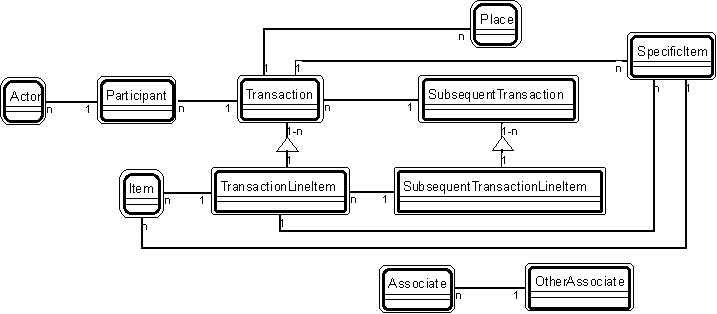 Place
n
SpecificItem
1
1
n
n
1
Actor
n
1
Participant
n
1
Transaction
n
1
SubsequentTransaction
1-n
1-n
1
1
Item
n
1
TransactionLineItem
n
1
SubsequentTransactionLineItem
n
1
Associate
n
1
OtherAssociate